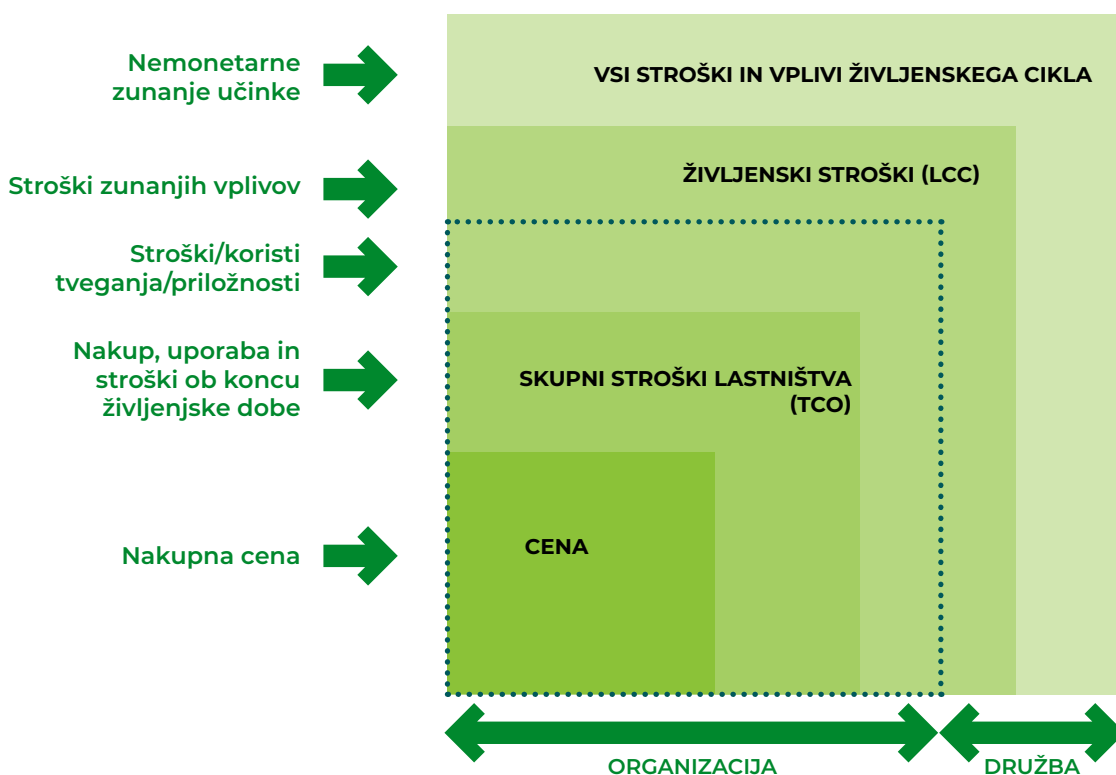 Nemonetarne
zunanje učinke
VSI STROŠKI IN VPLIVI ŽIVLJENSKEGA CIKLA
Stroški zunanjih vplivov
ŽIVLJENSKI STROŠKI (LCC)
Stroški/koristi
tveganja/priložnosti
Nakup, uporaba in
stroški ob koncu
življenjske dobe
SKUPNI STROŠKI LASTNIŠTVA
(TCO)
Nakupna cena
CENA
ORGANIZACIJA
DRUŽBA